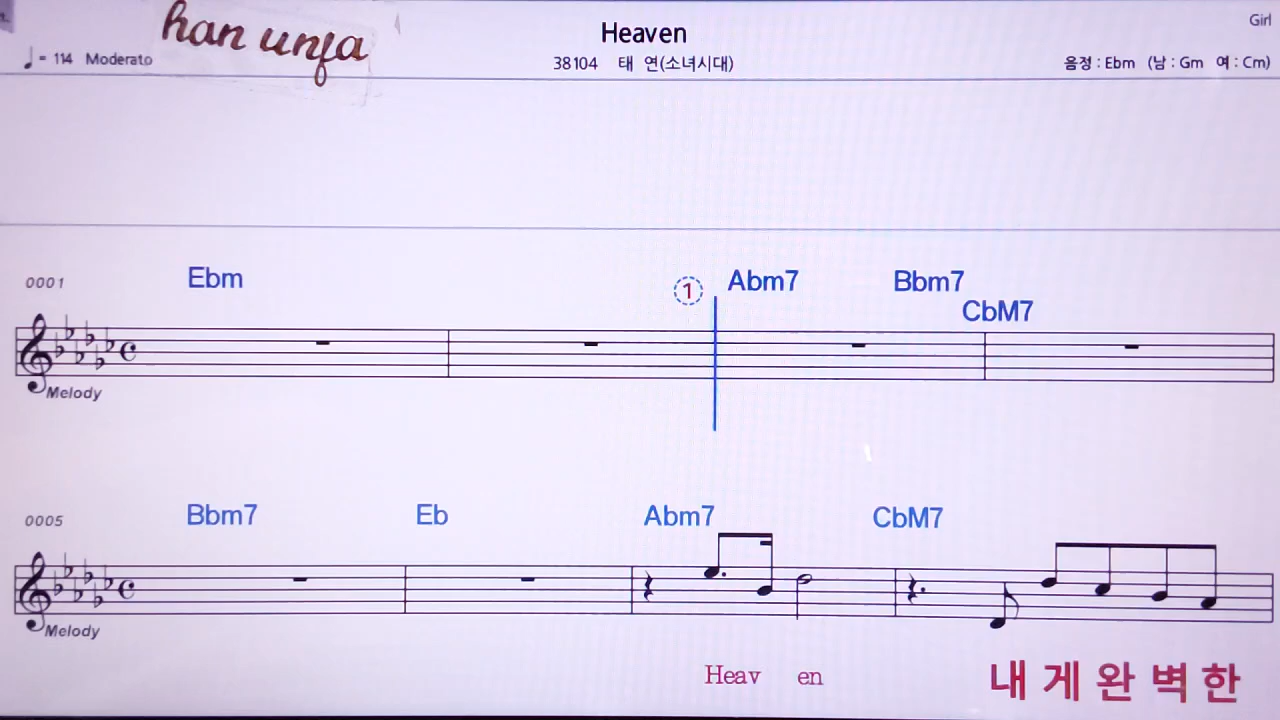 han unja
Heaven
Girl
♩= 114 Moderato
38104 태 연(소녀시대)
음정 : Ebm (남 : Gm 여 : Cm)
0001
Ebm
1
Abm7
Bbm7
CbM7
Melody
0005
Bbm7
Eb
Abm7
CbM7
Melody
Heav en
내 게 완 벽 한